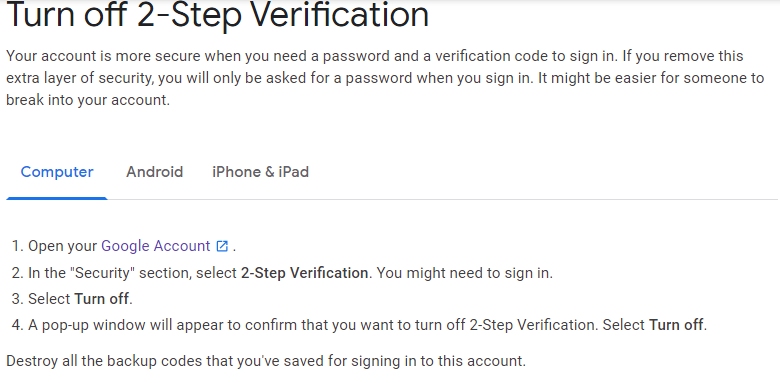 Turn off 2-Step Verification
Your account is more secure when you need a password and a verification code to sign in. If you remove this
extra layer of security, you will only be asked for a password when you sign in. It might be easier for someone to
break into your account.
Computer Android iPhone & iPad
1. Open your Google Account .
2. In the "Security" section, select 2-Step Verification. You might need to sign in.
3. Select Turn off.
4. A pop-up window will appear to confirm that you want to turn off 2-Step Verification. Select Turn off.
Destroy all the backup codes that you've saved for signing in to this account.